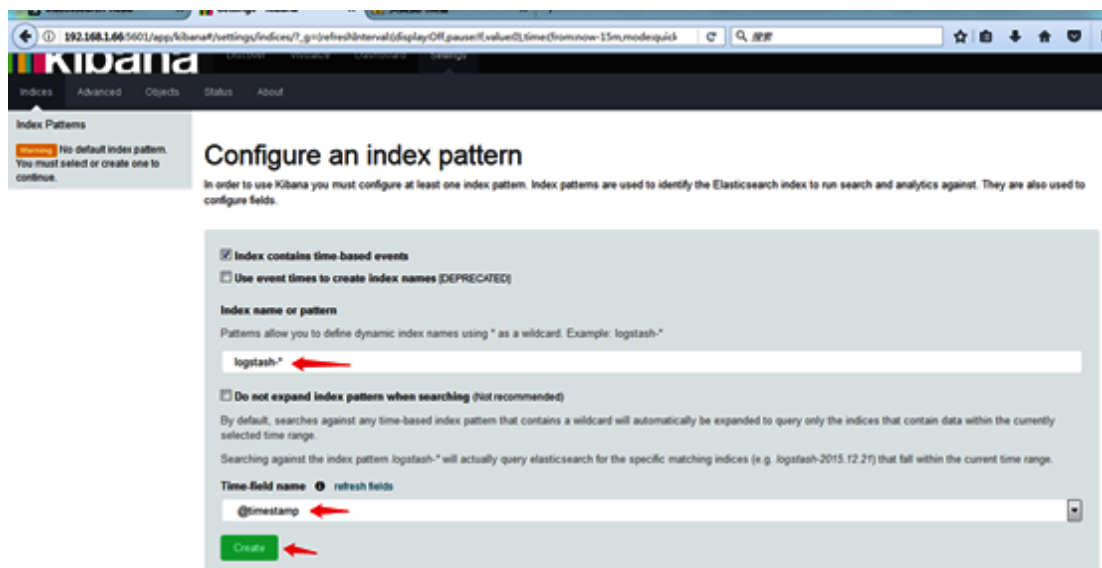 192.168.1.66:5601/app/kibana#/settings/indices/?_g=(refreshInterval:(display:Off,pause:!f,value:0),time:(from:now-15m,mode:quick
搜索
kibana
Discover Visualize Dashboard Settings
Indices Advanced Objects Status About
Index Patterns
Warning No default index pattern.
You must select or create one to
continue.
Configure an index pattern
In order to use Kibana you must configure at least one index pattern. Index patterns are used to identify the Elasticsearch index to run search and analytics against. They are also used to
configure fields.
Index contains time-based events
Use event times to create index names [DEPRECATED]
Index name or pattern
Patterns allow you to define dynamic index names using * as a wildcard. Example: logstash-*
logstash-*
Do not expand index pattern when searching (Not recommended)
By default, searches against any time-based index pattern that contains a wildcard will automatically be expanded to query only the indices that contain data within the currently
selected time range.
Searching against the index pattern logstash-* will actually query elasticsearch for the specific matching indices (e.g. logstash-2015.12.21) that fall within the current time range.
Time-field name refresh fields
@timestamp
Create